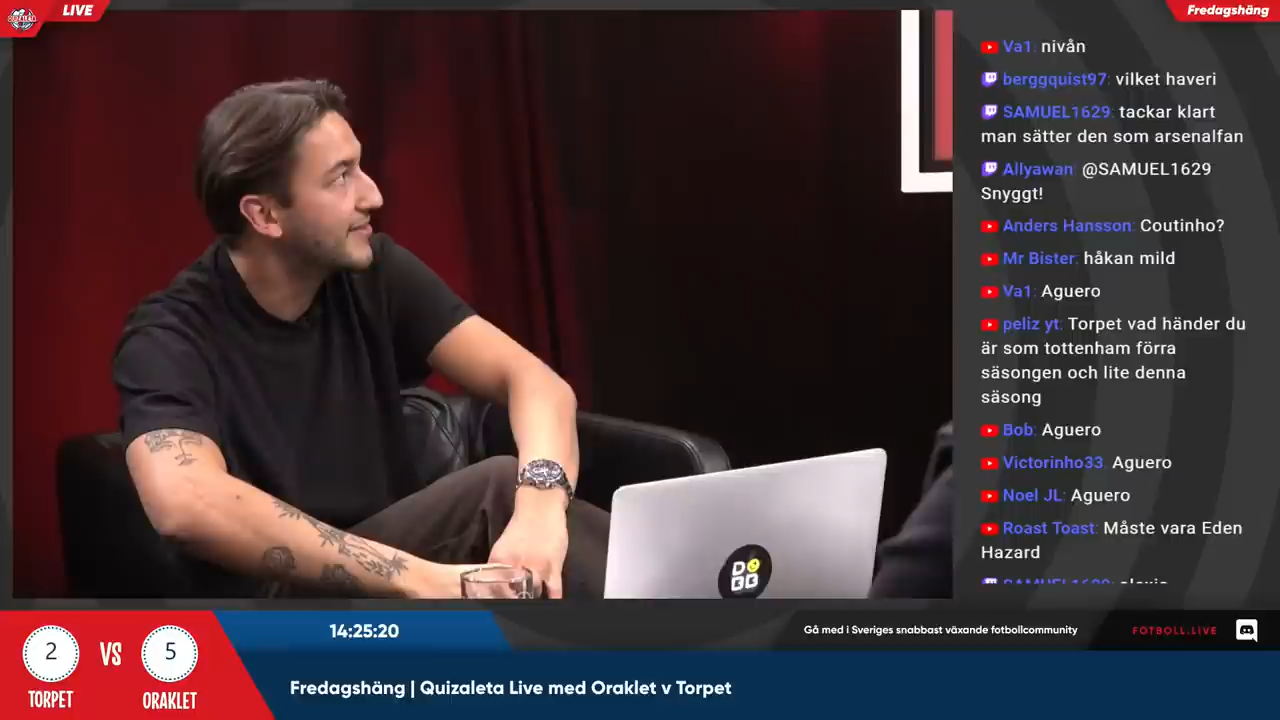 QUIZALETA
LIVE
Fredagshäng
Va1: nivån
berggquist97: vilket haveri
SAMUEL1629: tackar klart
man sätter den som arsenalfan
Allyawan: @SAMUEL1629
Snyggt!
Anders Hansson: Coutinho?
Mr Bister: håkan mild
Va1: Aguero
peliz yt: Torpet vad händer du
är som tottenham förra
säsongen och lite denna
säsong
Bob: Aguero
Victorinho33: Aguero
Noel JL: Aguero
Roast Toast: Måste vara Eden
Hazard
DOBB
2 VS 5
TORPET ORAKLET
14:25:20
Gå med i Sveriges snabbast växande fotbollcommunity
FOTBOLL.LIVE
Fredagshäng | Quizaleta Live med Oraklet v Torpet